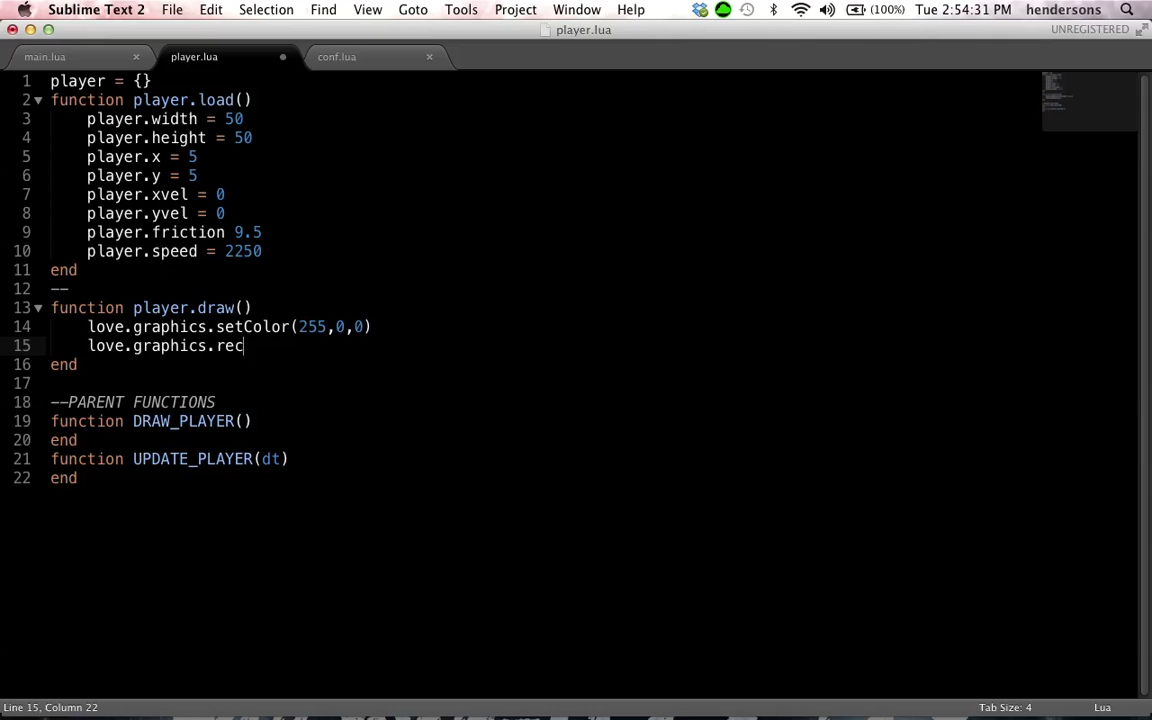 Sublime Text 2 File Edit Selection Find View Goto Tools Project Window Help (100%) Tue 2:54:31 PM hendersons
player.lua UNREGISTERED
main.lua × player.lua conf.lua ×
1 player = {}
2 function player.load()
3 player.width = 50
4 player.height = 50
5 player.x = 5
6 player.y = 5
7 player.xvel = 0
8 player.yvel = 0
9 player.friction 9.5
10 player.speed = 2250
11 end
12 --
13 function player.draw()
14 love.graphics.setColor(255,0,0)
15 love.graphics.rec
16 end
17
18 --PARENT FUNCTIONS
19 function DRAW_PLAYER()
20 end
21 function UPDATE_PLAYER(dt)
22 end
Line 15, Column 22 Tab Size: 4 Lua